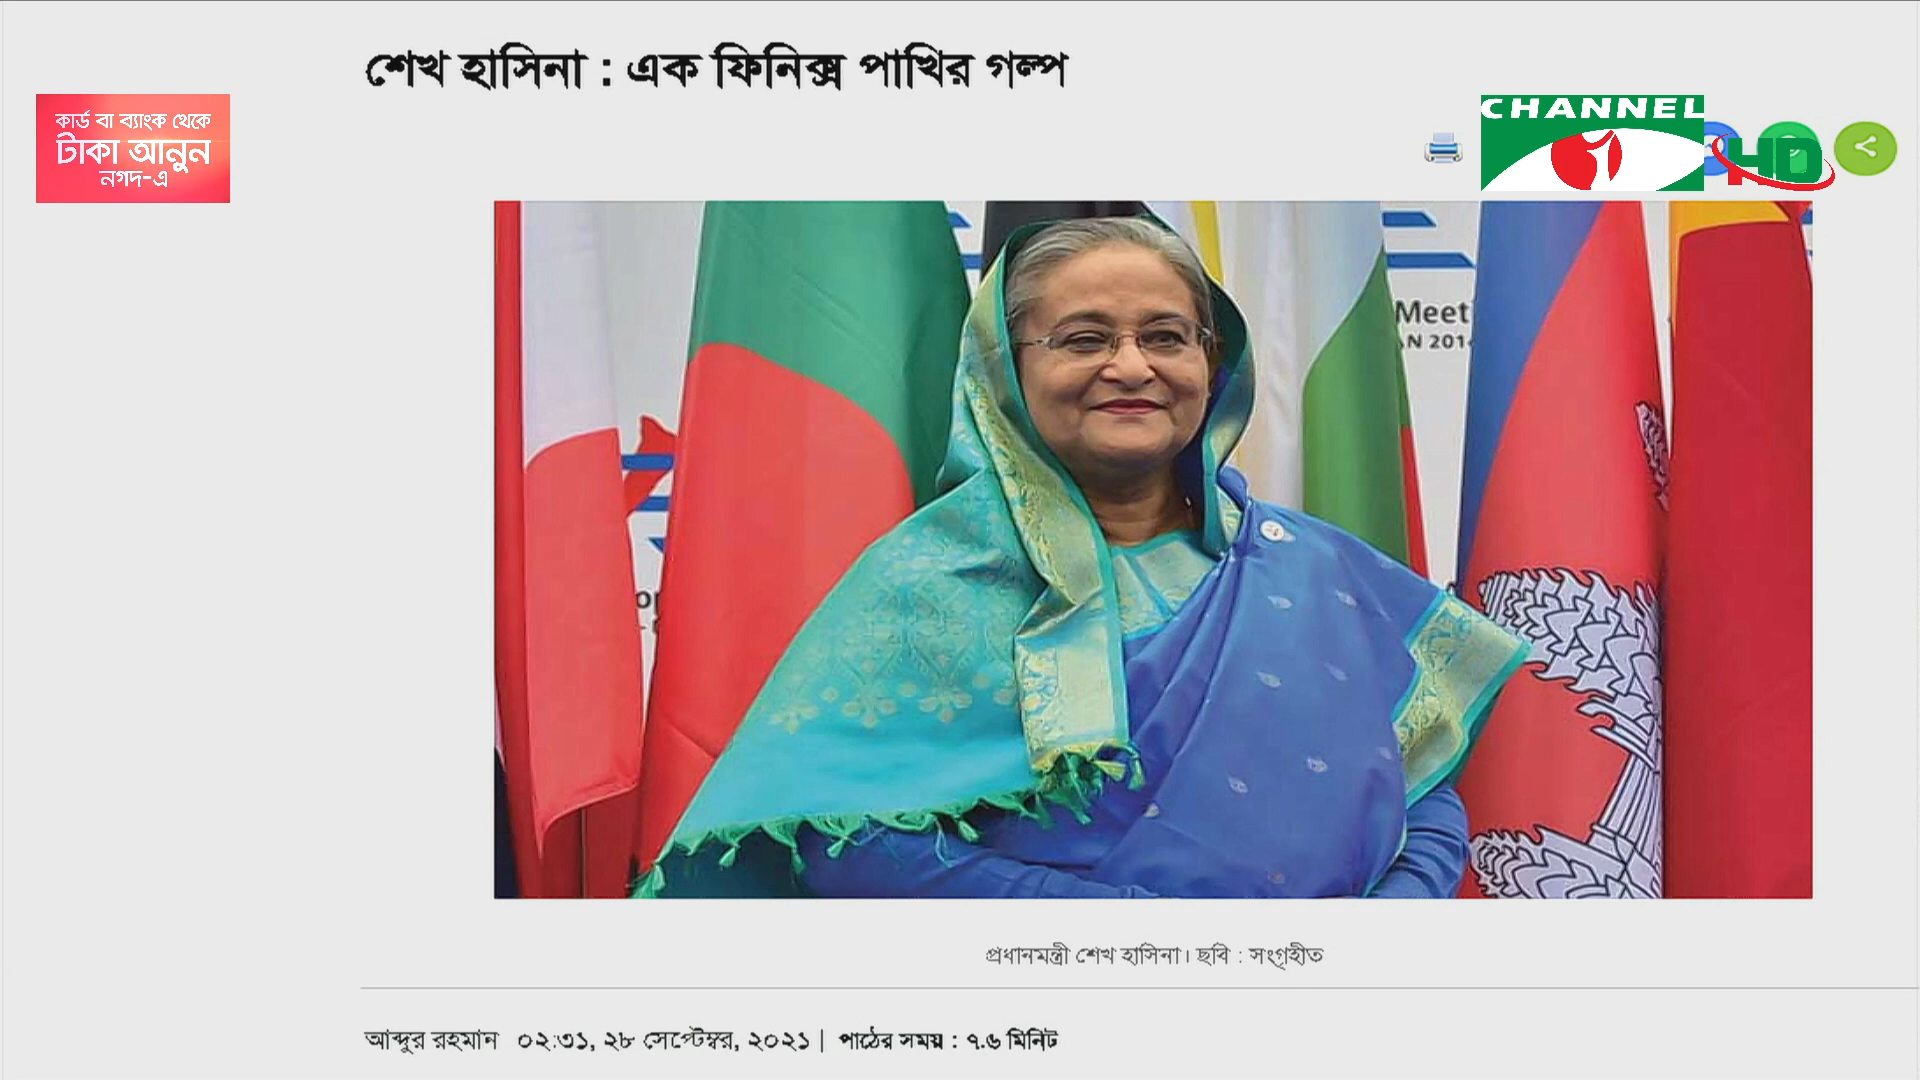 শেখ হাসিনা : এক ফিনিক্স পাখির গল্প
কার্ড বা ব্যাংক থেকে
টাকা আনুন
নগদ-এ
CHANNEL
HD
Meet
2014
প্রধানমন্ত্রী শেখ হাসিনা। ছবি : সংগৃহীত
আব্দুর রহমান ০২:৩১, ২৮ সেপ্টেম্বর, ২০২১ | পাঠের সময় : ৭.৬ মিনিট